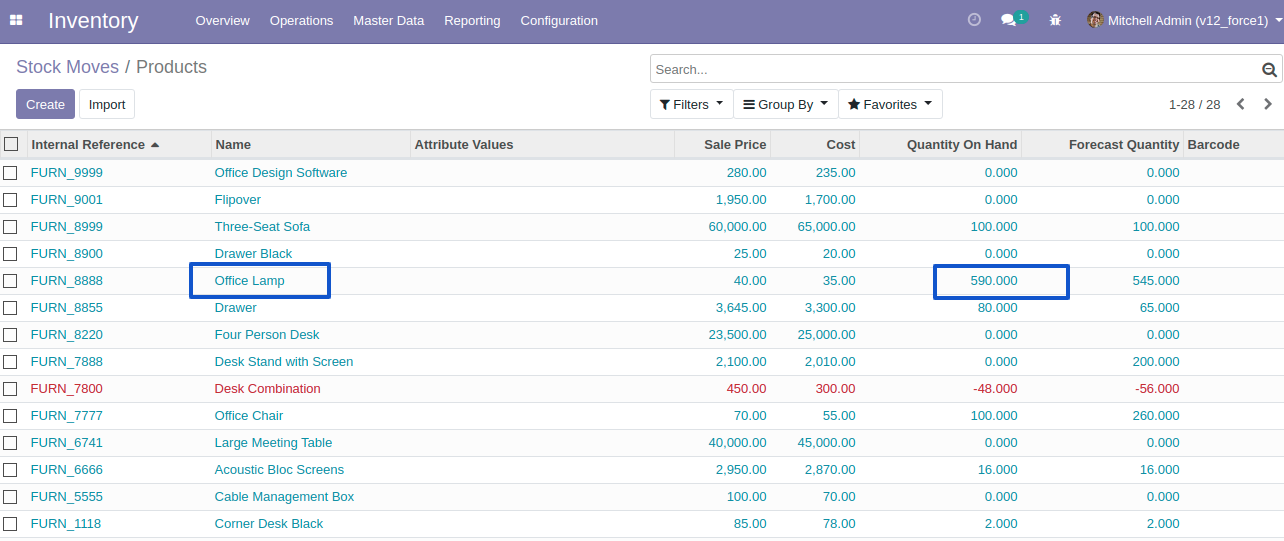 Inventory Overview Operations Master Data Reporting Configuration 1 Mitchell Admin (v12_force1)
Stock Moves / Products Search...
Create Import Filters Group By Favorites 1-28 / 28
Internal Reference Name Attribute Values Sale Price Cost Quantity On Hand Forecast Quantity Barcode
FURN_9999 Office Design Software 280.00 235.00 0.000 0.000
FURN_9001 Flipover 1,950.00 1,700.00 0.000 0.000
FURN_8999 Three-Seat Sofa 60,000.00 65,000.00 100.000 100.000
FURN_8900 Drawer Black 25.00 20.00 0.000 0.000
FURN_8888 Office Lamp 40.00 35.00 590.000 545.000
FURN_8855 Drawer 3,645.00 3,300.00 80.000 65.000
FURN_8220 Four Person Desk 23,500.00 25,000.00 0.000 0.000
FURN_7888 Desk Stand with Screen 2,100.00 2,010.00 0.000 200.000
FURN_7800 Desk Combination 450.00 300.00 -48.000 -56.000
FURN_7777 Office Chair 70.00 55.00 100.000 260.000
FURN_6741 Large Meeting Table 40,000.00 45,000.00 0.000 0.000
FURN_6666 Acoustic Bloc Screens 2,950.00 2,870.00 16.000 16.000
FURN_5555 Cable Management Box 100.00 70.00 0.000 0.000
FURN_1118 Corner Desk Black 85.00 78.00 2.000 2.000